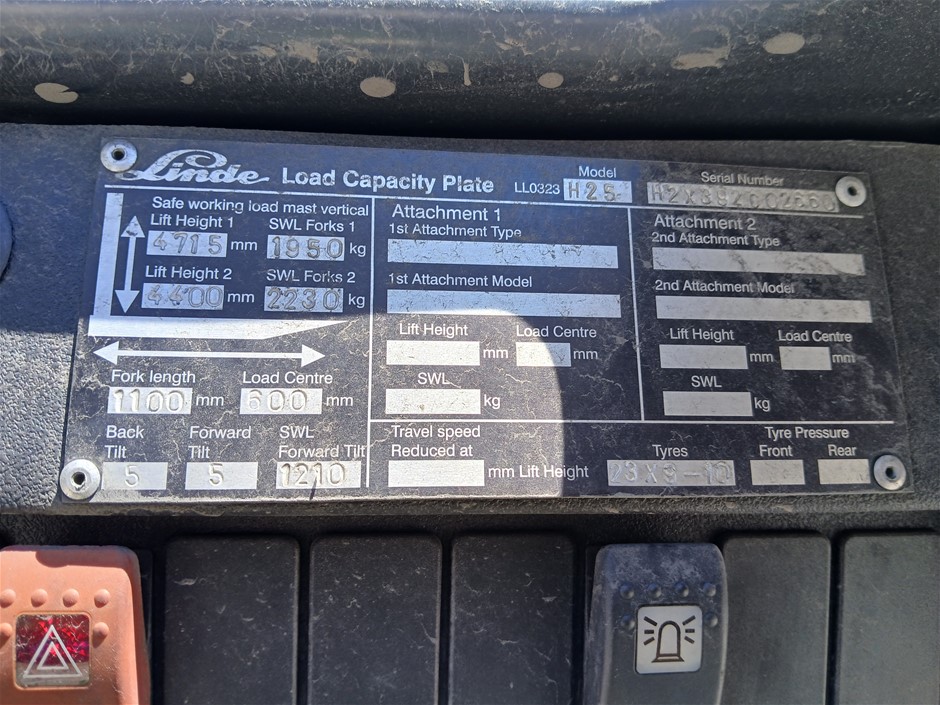 Linde Load Capacity Plate LL0323
Model
H25
Serial Number
Safe working load mast vertical
Lift Height 1 SWL Forks 1
4715 mm 1950 kg
Lift Height 2 SWL Forks 2
4400 mm 2230 kg
Fork length Load Centre
1100 mm 600 mm
Back Tilt
5
Forward Tilt
5
SWL Forward Tilt
1210
Attachment 1
1st Attachment Type
1st Attachment Model
Lift Height Load Centre
mm mm
SWL
kg
Attachment 2
2nd Attachment Type
2nd Attachment Model
Lift Height Load Centre
mm mm
SWL
kg
Travel speed
Reduced at mm Lift Height
Tyres
23X9-10
Tyre Pressure
Front Rear